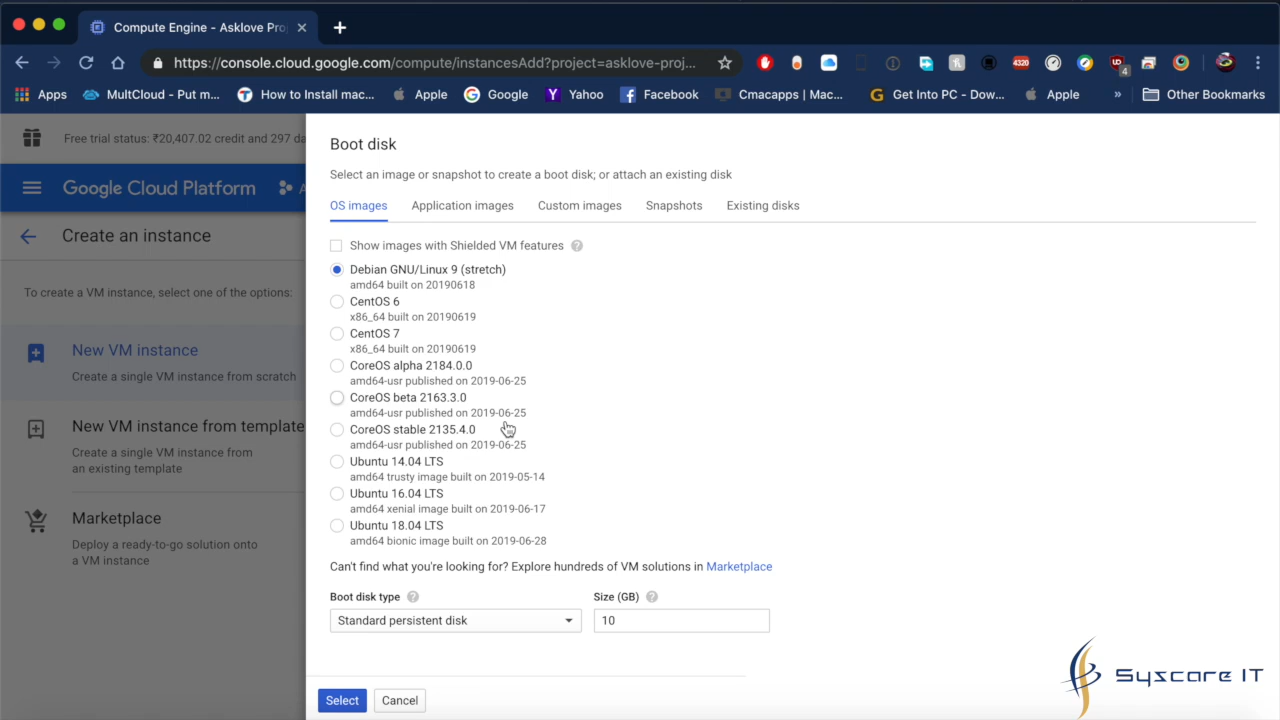 Compute Engine - Asklove Proj
https://console.cloud.google.com/compute/instancesAdd?project=asklove-proj...
4320
4
Apps
MultCloud - Put m...
How to Install mac...
Apple
Google
Yahoo
Facebook
Cmacapps | Mac...
Get Into PC - Dow...
Apple
»
Other Bookmarks
Free trial status: ₹20,407.02 credit and 297 da
Google Cloud Platform
Create an instance
To create a VM instance, select one of the options:
New VM instance
Create a single VM instance from scratch
New VM instance from template
Create a single VM instance from
an existing template
Marketplace
Deploy a ready-to-go solution onto
a VM instance
Boot disk
Select an image or snapshot to create a boot disk; or attach an existing disk
OS images Application images Custom images Snapshots Existing disks
Show images with Shielded VM features
Debian GNU/Linux 9 (stretch)
amd64 built on 20190618
CentOS 6
x86_64 built on 20190619
CentOS 7
x86_64 built on 20190619
CoreOS alpha 2184.0.0
amd64-usr published on 2019-06-25
CoreOS beta 2163.3.0
amd64-usr published on 2019-06-25
CoreOS stable 2135.4.0
amd64-usr published on 2019-06-25
Ubuntu 14.04 LTS
amd64 trusty image built on 2019-05-14
Ubuntu 16.04 LTS
amd64 xenial image built on 2019-06-17
Ubuntu 18.04 LTS
amd64 bionic image built on 2019-06-28
Can't find what you're looking for? Explore hundreds of VM solutions in Marketplace
Boot disk type
Size (GB)
Standard persistent disk
10
Select
Cancel
Syscare IT